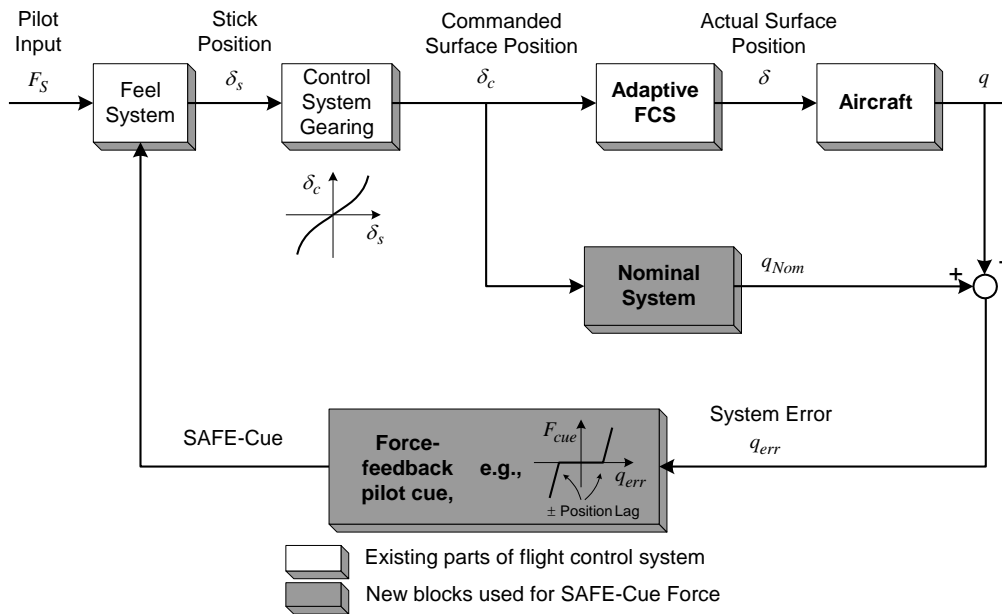 Pilot
Input
F_S
Stick
Position
δ_s
Commanded
Surface Position
δ_c
Actual Surface
Position
δ
q
Feel
System
Control
System
Gearing
Adaptive
FCS
Aircraft
δ_c
δ_s
Nominal
System
q_Nom
+
-
SAFE-Cue
Force-
feedback
pilot cue,
e.g.,
F_cue
q_err
± Position Lag
System Error
q_err
Existing parts of flight control system
New blocks used for SAFE-Cue Force